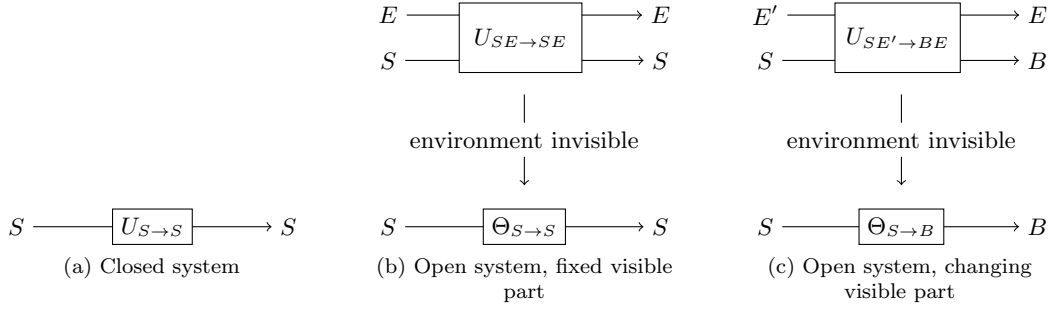 E U_{SE→SE} E
S S
E′ U_{SE′→BE} E
S B
environment invisible
environment invisible
S U_{S→S} S
S Θ_{S→S} S
S Θ_{S→B} B
(a) Closed system
(b) Open system, fixed visible
part
(c) Open system, changing
visible part